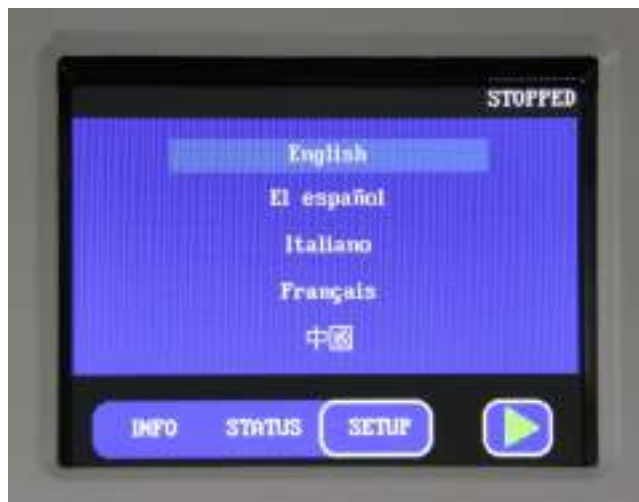 STOPPED
English
El español
Italiano
Français
中國
INFO STATUS SETUP